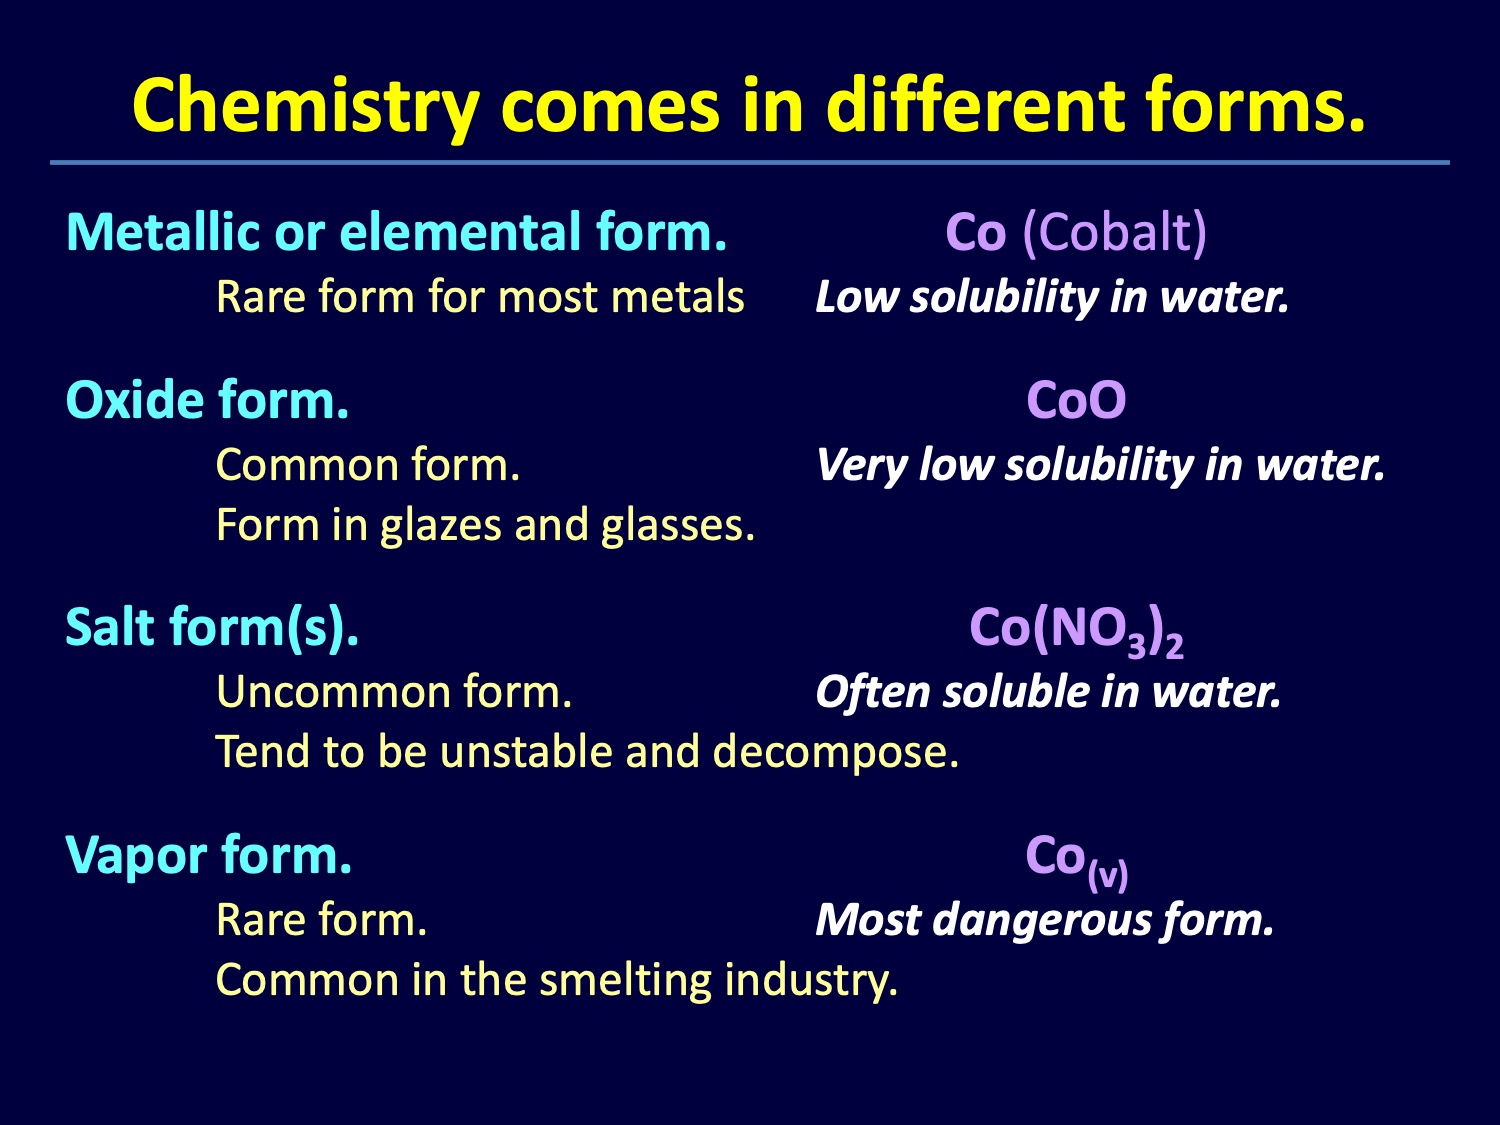 Chemistry comes in different forms.
Metallic or elemental form. Co (Cobalt)
Rare form for most metals Low solubility in water.
Oxide form. CoO
Common form. Very low solubility in water.
Form in glazes and glasses.
Salt form(s). Co(NO₃)₂
Uncommon form. Often soluble in water.
Tend to be unstable and decompose.
Vapor form. Co(v)
Rare form. Most dangerous form.
Common in the smelting industry.